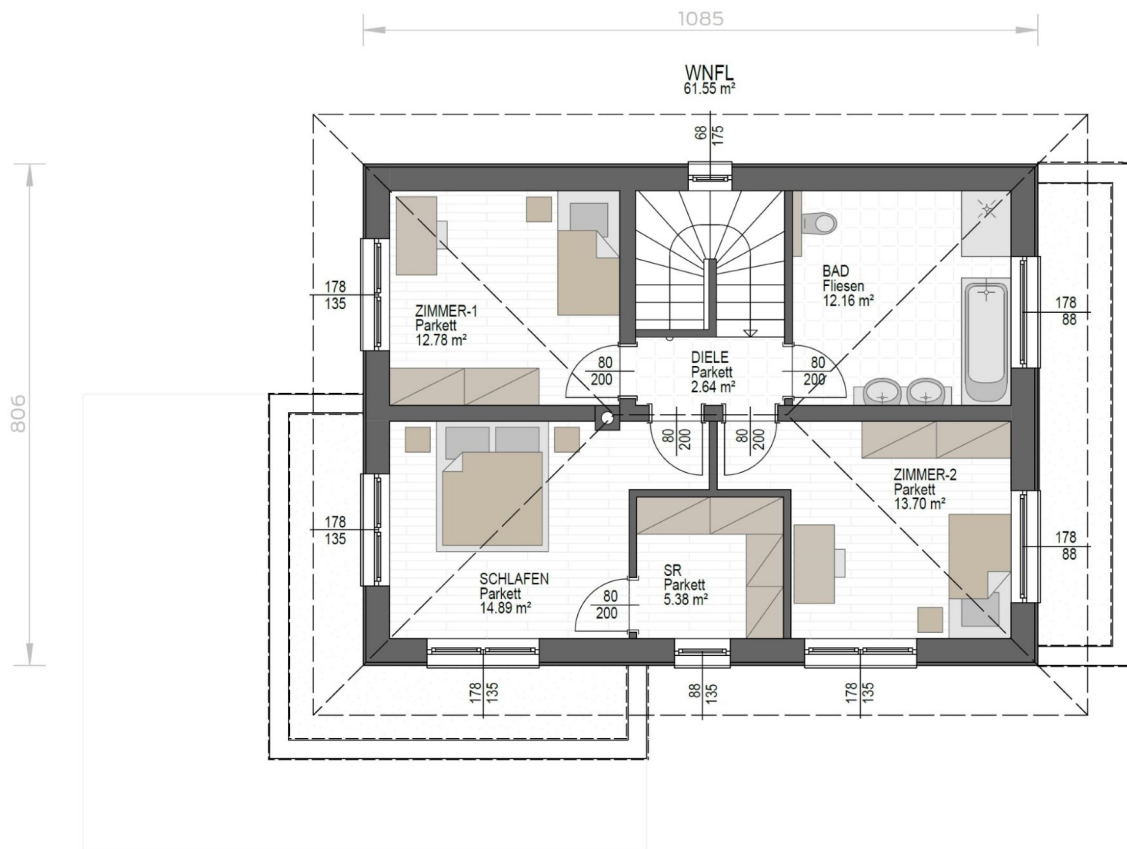 1085
WNFL
61.55 m²
68
175
806
178
135
ZIMMER-1
Parkett
12.78 m²
BAD
Fliesen
12.16 m²
178
88
80
200
DIELE
Parkett
2.64 m²
80
200
80
200
80
200
ZIMMER-2
Parkett
13.70 m²
178
135
178
88
SCHLAFEN
Parkett
14.89 m²
80
200
SR
Parkett
5.38 m²
178
135
88
135
178
135